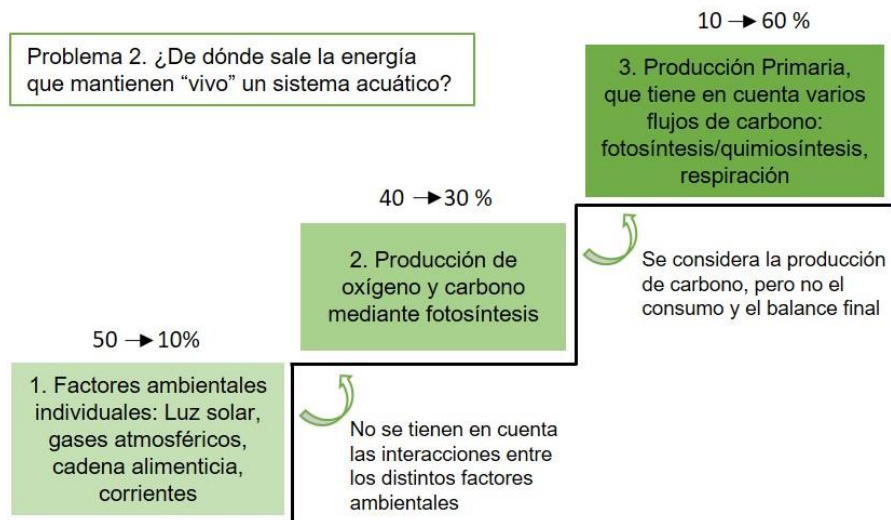 Problema 2. ¿De dónde sale la energía
que mantienen “vivo” un sistema acuático?
10 → 60 %
3. Producción Primaria,
que tiene en cuenta varios
flujos de carbono:
fotosíntesis/quimiosíntesis,
respiración
40 → 30 %
2. Producción de
oxígeno y carbono
mediante fotosíntesis
Se considera la producción
de carbono, pero no el
consumo y el balance final
50 → 10%
1. Factores ambientales
individuales: Luz solar,
gases atmosféricos,
cadena alimenticia,
corrientes
No se tienen en cuenta
las interacciones entre
los distintos factores
ambientales